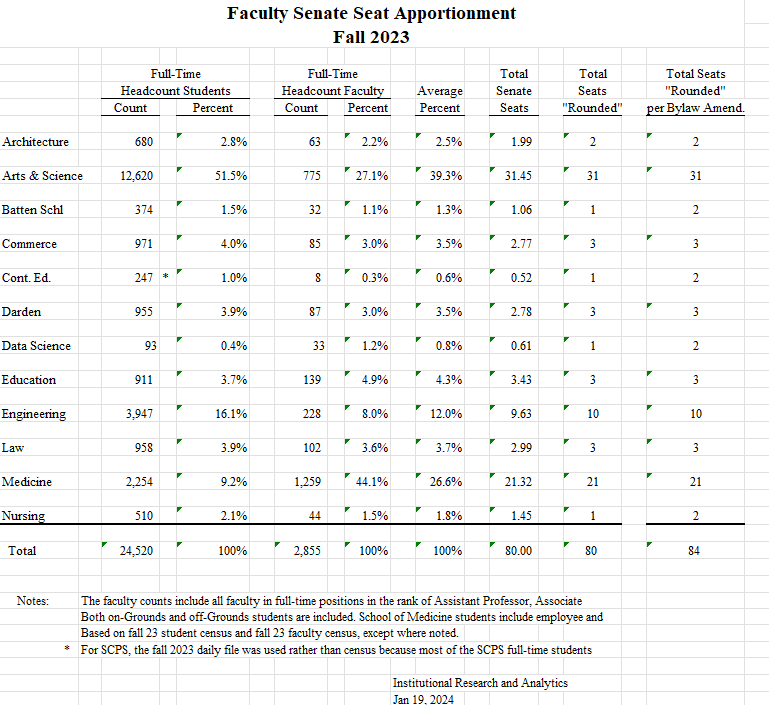 Faculty Senate Seat Apportionment
Fall 2023
Full-Time Full-Time Total Total Total Seats
Headcount Students Headcount Faculty Average Senate Seats "Rounded"
Count Percent Count Percent Percent Seats "Rounded" per Bylaw Amend.
Architecture 680 2.8% 63 2.2% 2.5% 1.99 2 2
Arts & Science 12,620 51.5% 775 27.1% 39.3% 31.45 31 31
Batten Schl 374 1.5% 32 1.1% 1.3% 1.06 1 2
Commerce 971 4.0% 85 3.0% 3.5% 2.77 3 3
Cont. Ed. 247 * 1.0% 8 0.3% 0.6% 0.52 1 2
Darden 955 3.9% 87 3.0% 3.5% 2.78 3 3
Data Science 93 0.4% 33 1.2% 0.8% 0.61 1 2
Education 911 3.7% 139 4.9% 4.3% 3.43 3 3
Engineering 3,947 16.1% 228 8.0% 12.0% 9.63 10 10
Law 958 3.9% 102 3.6% 3.7% 2.99 3 3
Medicine 2,254 9.2% 1,259 44.1% 26.6% 21.32 21 21
Nursing 510 2.1% 44 1.5% 1.8% 1.45 1 2
Total 24,520 100% 2,855 100% 100% 80.00 80 84
Notes: The faculty counts include all faculty in full-time positions in the rank of Assistant Professor, Associate
Both on-Grounds and off-Grounds students are included. School of Medicine students include employee and
Based on fall 23 student census and fall 23 faculty census, except where noted.
* For SCPS, the fall 2023 daily file was used rather than census because most of the SCPS full-time students
Institutional Research and Analytics
Jan 19, 2024